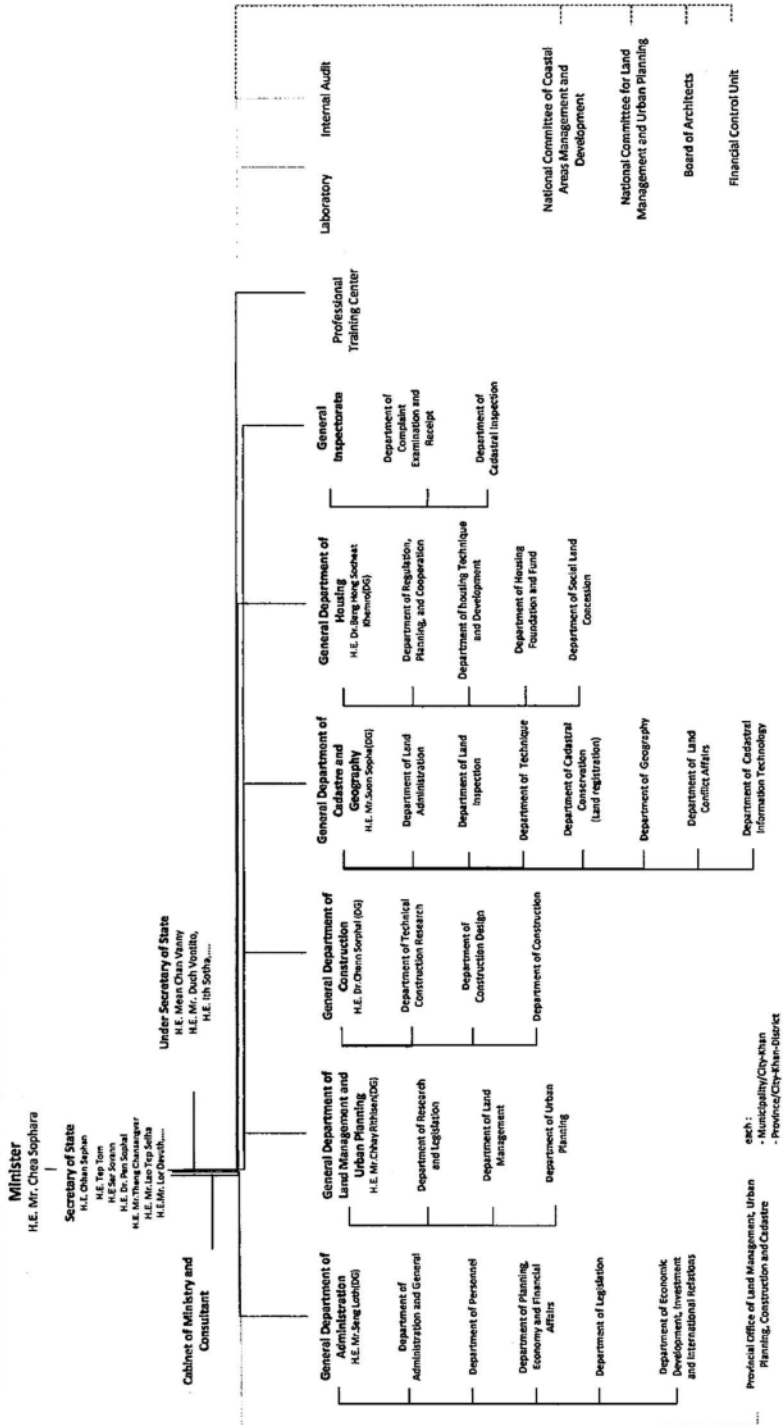 Minister
H.E. Mr. Chea Sophara
Secretary of State
H.E. Chhan Saphan
H.E. Tep Torn
H.E Sar Sovann
H.E. Dr. Pen Sophal
H.E. Mr.Theng Chansangvar
H.E. Mr.Lao Tep Seiha
H.E.Mr. Lor Davuth,....
Under Secretary of State
H.E. Mean Chan Vanny
H.E. Mr. Duch Vontito,
H.E. Ith Sotha,....
Cabinet of Ministry and
Consultant
General Department of
Administration
H.E. Mr.Seng Loth(DG)
Department of
Administration and General
Department of Personnel
Department of Planning,
Economy and Financial
Affairs
Department of Legislation
Department of Economic
Development, Investment
and International Relations
General Department of
Land Management and
Urban Planning
H.E. Mr.Chhay Rithisen(DG)
Department of Research
and Legislation
Department of Land
Management
Department of Urban
Planning
General Department of
Construction
H.E. Dr.Chenn Sorphal (DG)
Department of Technical
Construction Research
Department of
Construction Design
Department of Construction
General Department of
Cadastre and
Geography
H.E. Mr.Suon Sopha(DG)
Department of Land
Administration
Department of Land
Inspection
Department of Technique
Department of Cadastral
Conservation
(Land registration)
Department of Geography
Department of Land
Conflict Affairs
Department of Cadastral
Information Technology
General Department of
Housing
H.E. Dr.Beng Hong Socheat
Khemro(DG)
Department of Regulation,
Planning, and Cooperation
Department of housing Technique
and Development
Department of Housing
Foundation and Fund
Department of Social Land
Concession
General
Inspectorate
Department of
Complaint
Examination and
Receipt
Department of
Cadastral Inspection
Professional
Training Center
Laboratory
Internal Audit
National Committee of Coastal
Areas Management and
Development
National Committee for Land
Management and Urban Planning
Board of Architects
Financial Control Unit
Provincial Office of Land Management, Urban
Planning, Construction and Cadastre
each :
- Municipality/City-Khan
- Province/City-Khan-District